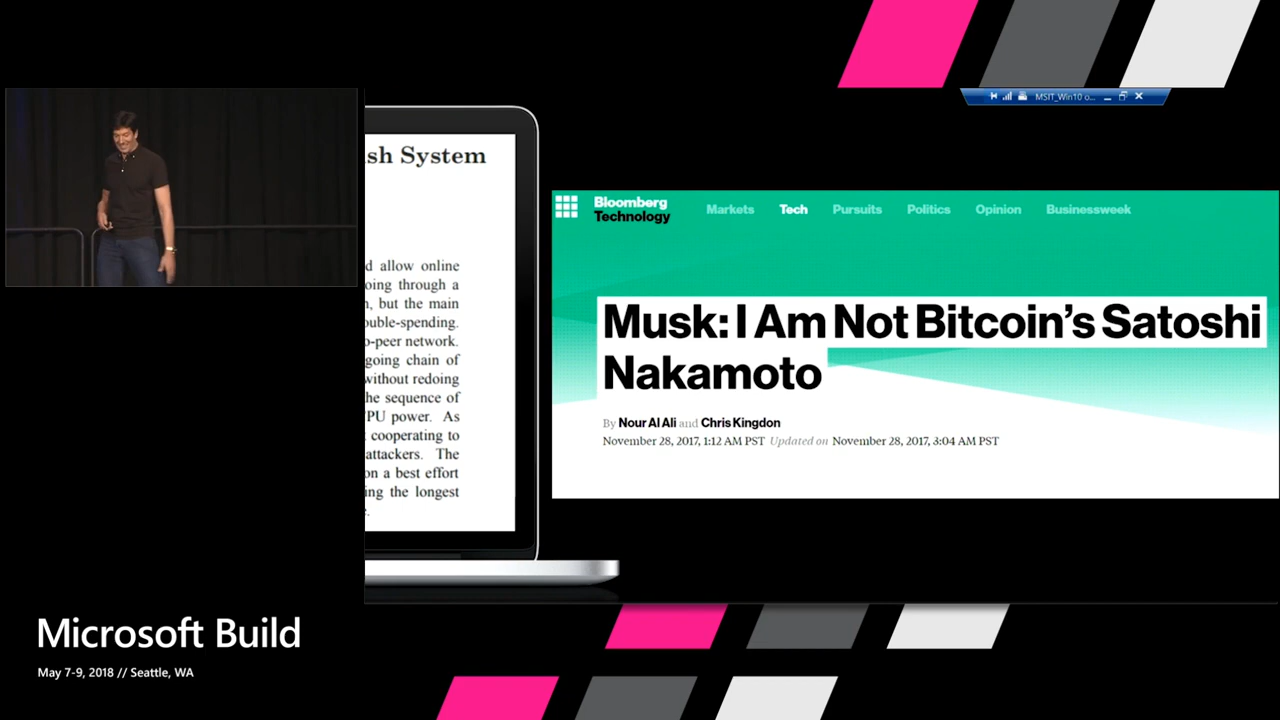 MSIT_Win10 o...
sh System
d allow online
oing through a
n, but the main
ouble-spending.
o-peer network.
going chain of
without redoing
he sequence of
PU power. As
cooperating to
attackers. The
on a best effort
ing the longest
Bloomberg
Technology
Markets Tech Pursuits Politics Opinion Businessweek
Musk: I Am Not Bitcoin's Satoshi
Nakamoto
By Nour Al Ali and Chris Kingdon
November 28, 2017, 1:12 AM PST Updated on November 28, 2017, 3:04 AM PST
Microsoft Build
May 7-9, 2018 // Seattle, WA